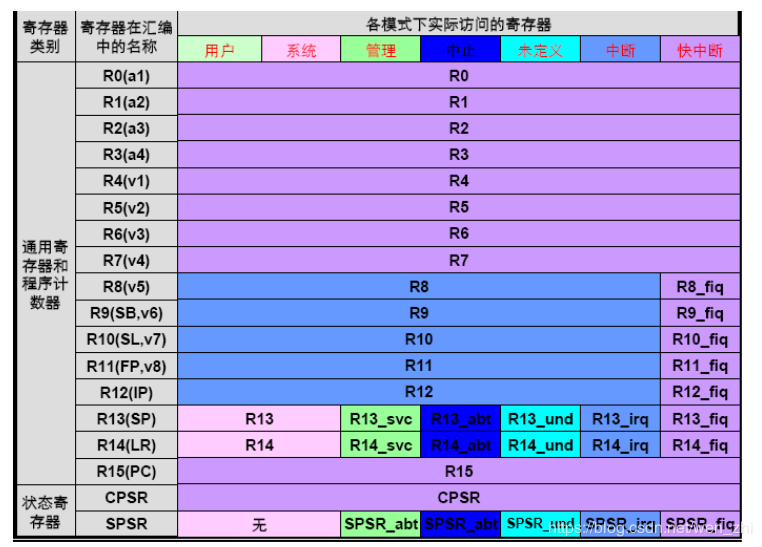 寄存器类别 寄存器在汇编中的名称 各模式下实际访问的寄存器
用户 系统 管理 中止 未定义 中断 快中断
通用寄存器和程序计数器
R0(a1) R0
R1(a2) R1
R2(a3) R2
R3(a4) R3
R4(v1) R4
R5(v2) R5
R6(v3) R6
R7(v4) R7
R8(v5) R8 R8_fiq
R9(SB,v6) R9 R9_fiq
R10(SL,v7) R10 R10_fiq
R11(FP,v8) R11 R11_fiq
R12(IP) R12 R12_fiq
R13(SP) R13 R13_svc R13_abt R13_und R13_irq R13_fiq
R14(LR) R14 R14_svc R14_abt R14_und R14_irq R14_fiq
R15(PC) R15
状态寄存器
CPSR CPSR
SPSR 无 SPSR_abt SPSR_abt SPSR_und SPSR_irq SPSR_fiq